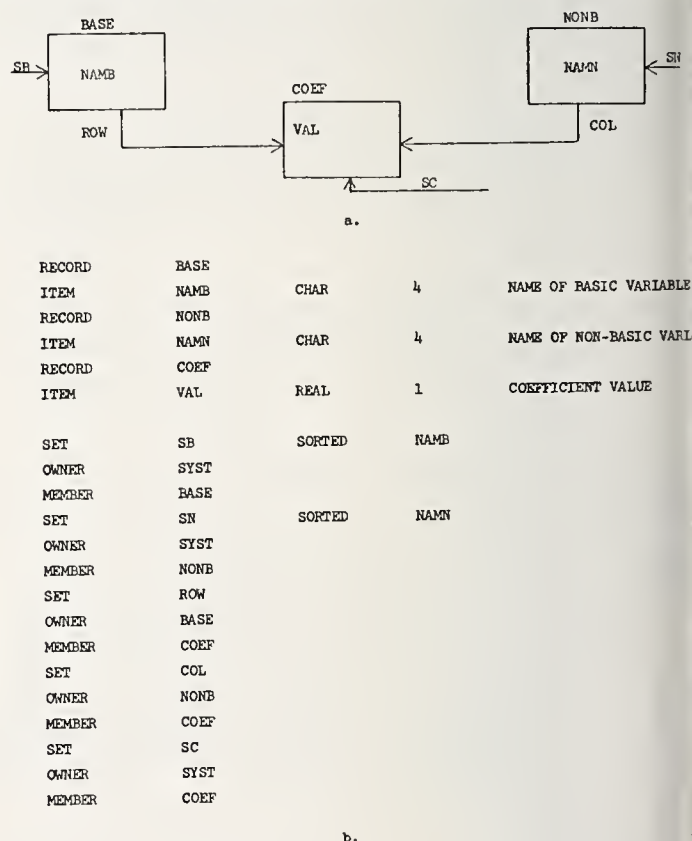 BASE NONB
SB NAMB NAMN SN
COEF
ROW VAL COL
SC
a.
RECORD BASE
ITEM NAMB CHAR 4 NAME OF BASIC VARIABLE
RECORD NONB
ITEM NAMN CHAR 4 NAME OF NON-BASIC
RECORD COEF
ITEM VAL REAL 1 COEFFICIENT VALUE
SET SB SORTED NAMB
OWNER SYST
MEMBER BASE
SET SN SORTED NAMN
OWNER SYST
MEMBER NONB
SET ROW
OWNER BASE
MEMBER COEF
SET COL
OWNER NONB
MEMBER COEF
SET SC
OWNER SYST
MEMBER COEF
b.